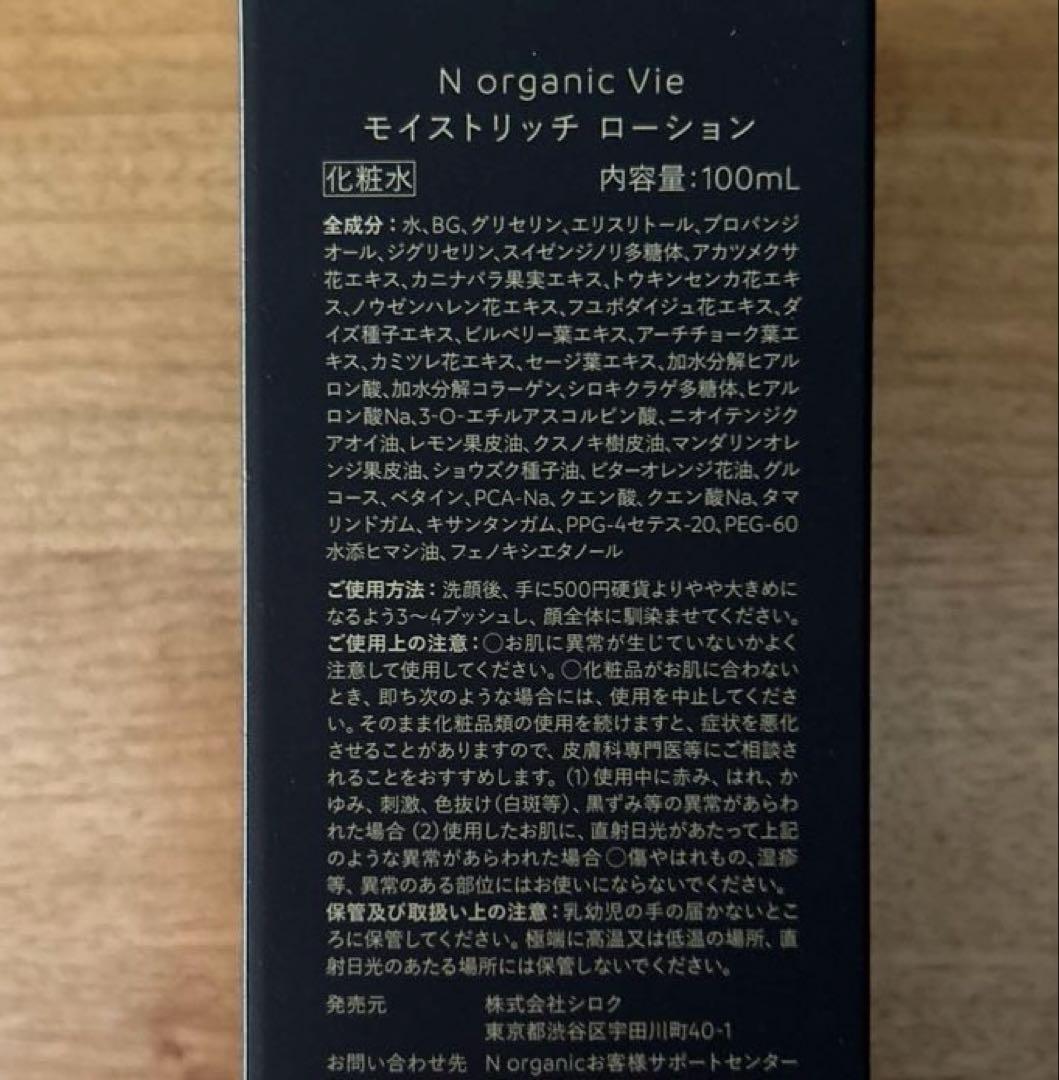 N organic Vie
モイストリッチ ローション
化粧水 内容量:100mL
全成分：水、BG、グリセリン、エリスリトール、プロパンジ
オール、ジグリセリン、スイゼンジノリ多糖体、アカツメクサ
花エキス、カニナバラ果実エキス、トウキンセンカ花エキ
ス、ノウゼンハレン花エキス、フユボダイジュ花エキス、ダ
イズ種子エキス、ビルベリー葉エキス、アーチチョーク葉エ
キス、カミツレ花エキス、セージ葉エキス、加水分解ヒアル
ロン酸、加水分解コラーゲン、シロキクラゲ多糖体、ヒアル
ロン酸Na、3-O-エチルアスコルビン酸、ニオイテンジク
アオイ油、レモン果皮油、クスノキ樹皮油、マンダリンオレ
ンジ果皮油、ショウズク種子油、ビターオレンジ花油、グル
コース、ベタイン、PCA-Na、クエン酸、クエン酸Na、タマ
リンドガム、キサンタンガム、PPG-4セテス-20、PEG-60
水添ヒマシ油、フェノキシエタノール
ご使用方法：洗顔後、手に500円硬貨よりやや大きめに
なるよう3〜4プッシュし、顔全体に馴染ませてください。
ご使用上の注意：○お肌に異常が生じていないかよく
注意して使用してください。○化粧品がお肌に合わない
とき、即ち次のような場合には、使用を中止してくださ
い。そのまま化粧品類の使用を続けますと、症状を悪化
させることがありますので、皮膚科専門医等にご相談さ
れることをおすすめします。(1)使用中に赤み、はれ、か
ゆみ、刺激、色抜け(白斑等)、黒ずみ等の異常があらわ
れた場合 (2)使用したお肌に、直射日光があたって上記
のような異常があらわれた場合 ○傷やはれもの、湿疹
等、異常のある部位にはお使いにならないでください。
保管及び取扱い上の注意：乳幼児の手の届かないとこ
ろに保管してください。極端に高温又は低温の場所、直
射日光のあたる場所には保管しないでください。
発売元 株式会社シロク
東京都渋谷区宇田川町40-1
お問い合わせ先 N organicお客様サポートセンター